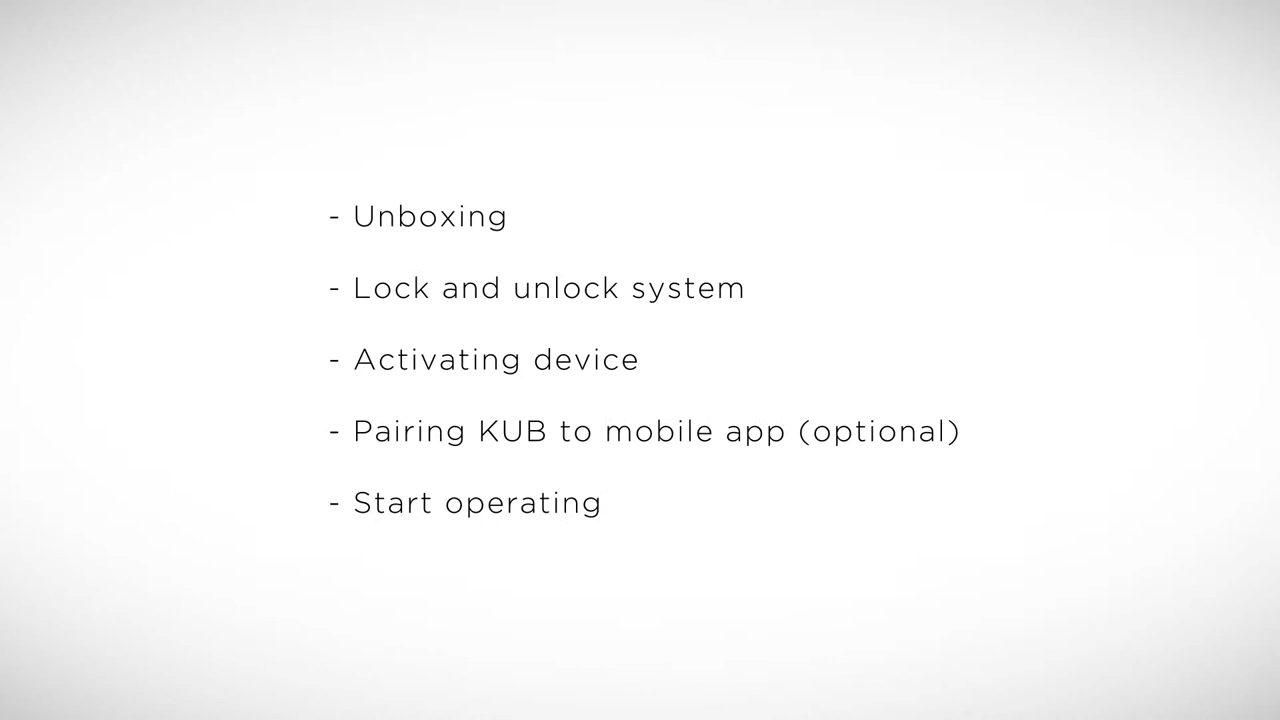 - Unboxing
- Lock and unlock system
- Activating device
- Pairing KUB to mobile app (optional)
- Start operating